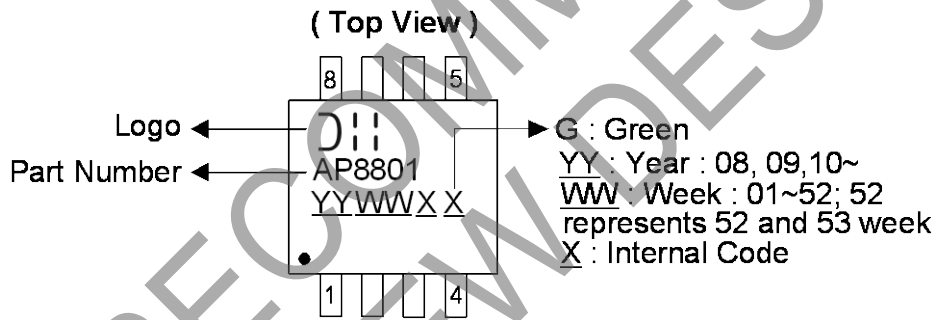 ( Top View )
8 5
Logo
DII
Part Number
AP8801
YYWWX X
G : Green
YY : Year : 08, 09,10~
WW : Week : 01~52; 52
represents 52 and 53 week
X : Internal Code
1 4